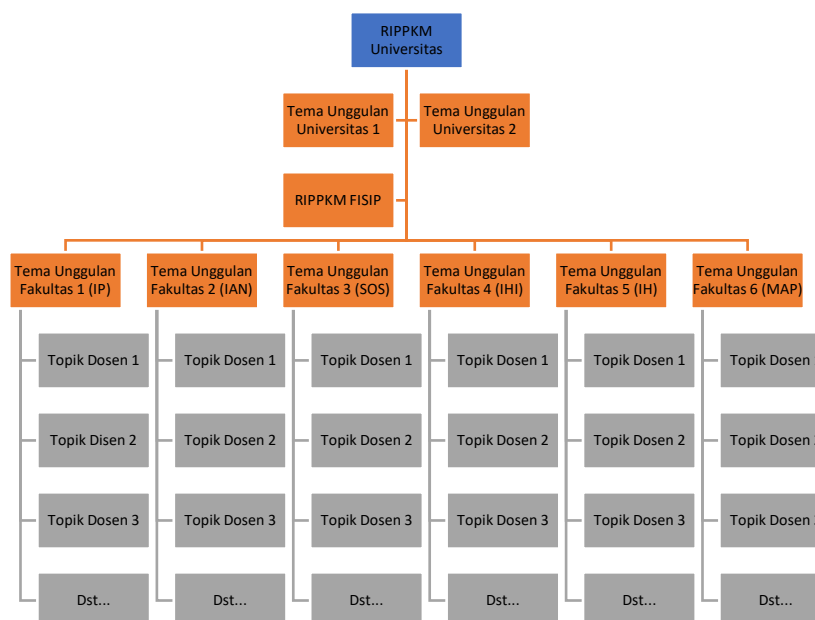 RIPPKM
Universitas
Tema Unggulan
Universitas 1
Tema Unggulan
Universitas 2
RIPPKM FISIP
Tema Unggulan
Fakultas 1 (IP)
Tema Unggulan
Fakultas 2 (IAN)
Tema Unggulan
Fakultas 3 (SOS)
Tema Unggulan
Fakultas 4 (IHI)
Tema Unggulan
Fakultas 5 (IH)
Tema Unggulan
Fakultas 6 (MAP)
Topik Dosen 1
Topik Dosen 1
Topik Dosen 1
Topik Dosen 1
Topik Dosen 1
Topik Dosen
Topik Disen 2
Topik Dosen 2
Topik Dosen 2
Topik Dosen 2
Topik Dosen 2
Topik Dosen
Topik Dosen 3
Topik Dosen 3
Topik Dosen 3
Topik Dosen 3
Topik Dosen 3
Topik Dosen
Dst...
Dst...
Dst...
Dst...
Dst...
Dst...